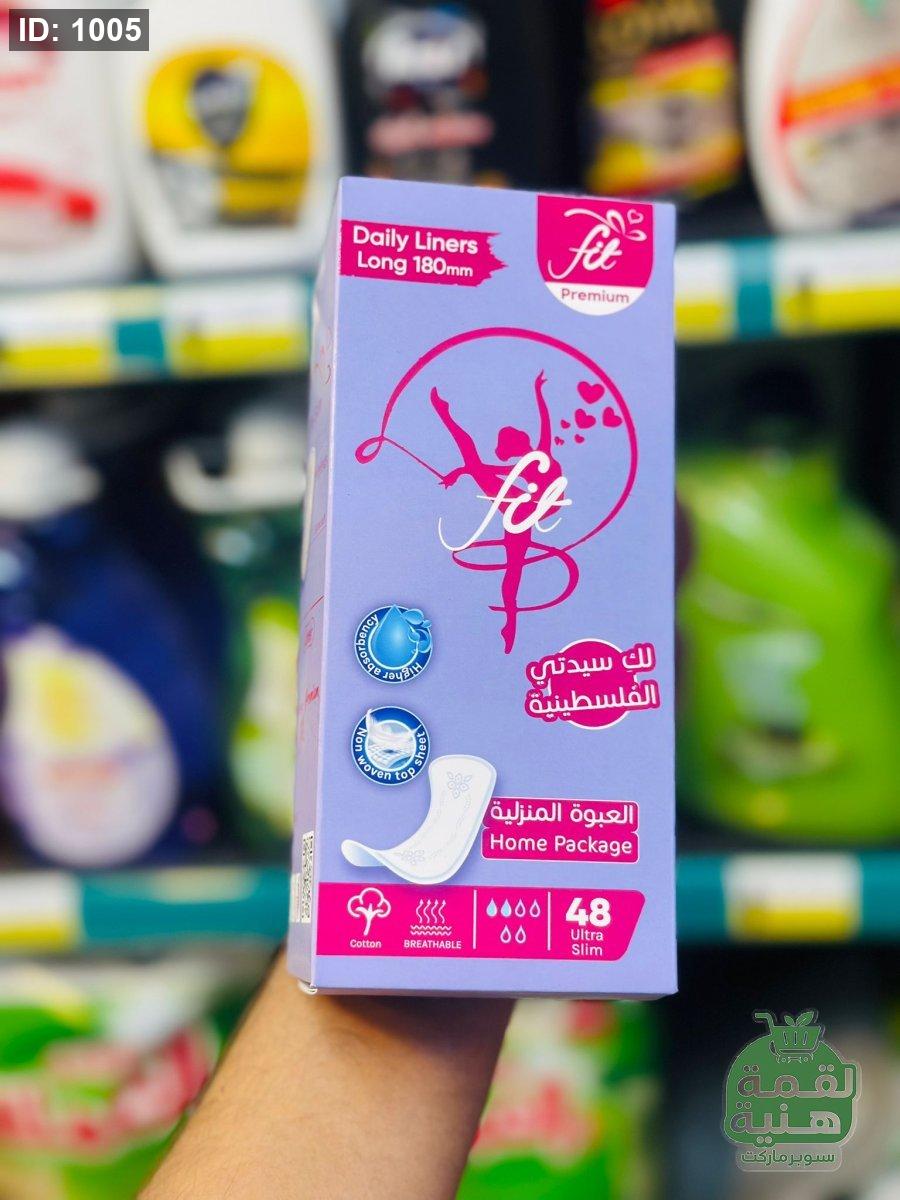 ID: 1005
Daily Liners
Long 180mm
fit
Premium
fit
Higher absorbency
Non woven top sheet
لك سيدتي
الفلسطينية
العبوة المنزلية
Home Package
Cotton
BREATHABLE
48
Ultra
Slim
لقمة
هنية
سوبرماركت